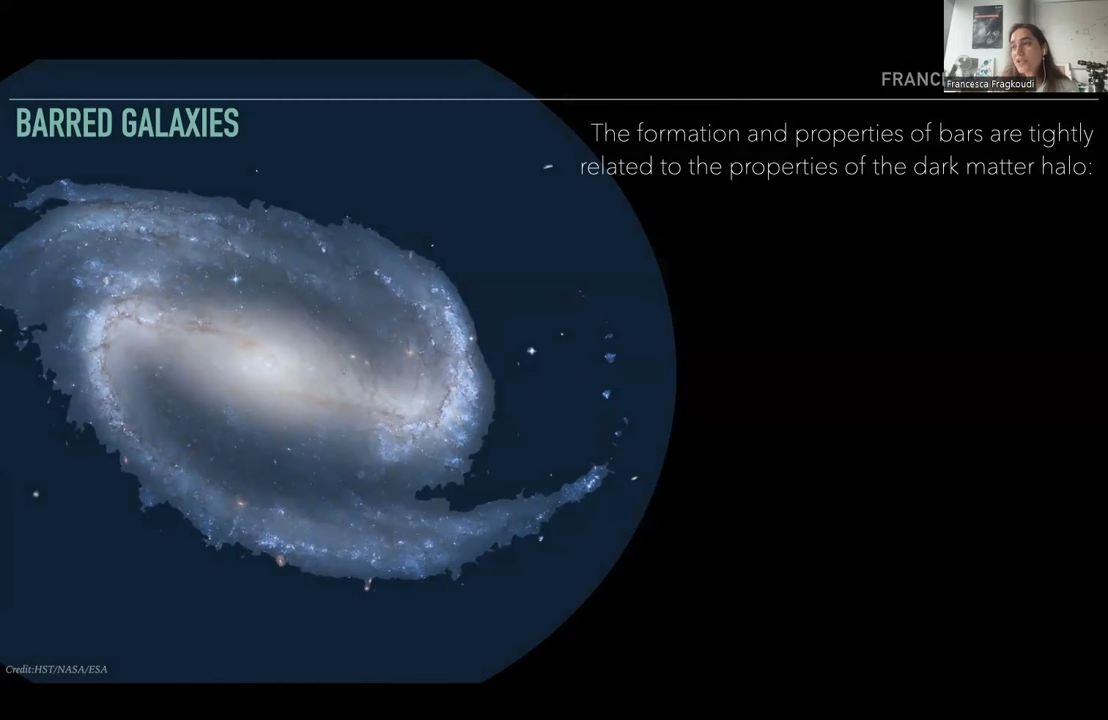 FRANC
Francesca Fragkoudi
BARRED GALAXIES
The formation and properties of bars are tightly
related to the properties of the dark matter halo:
Credit:HST/NASA/ESA